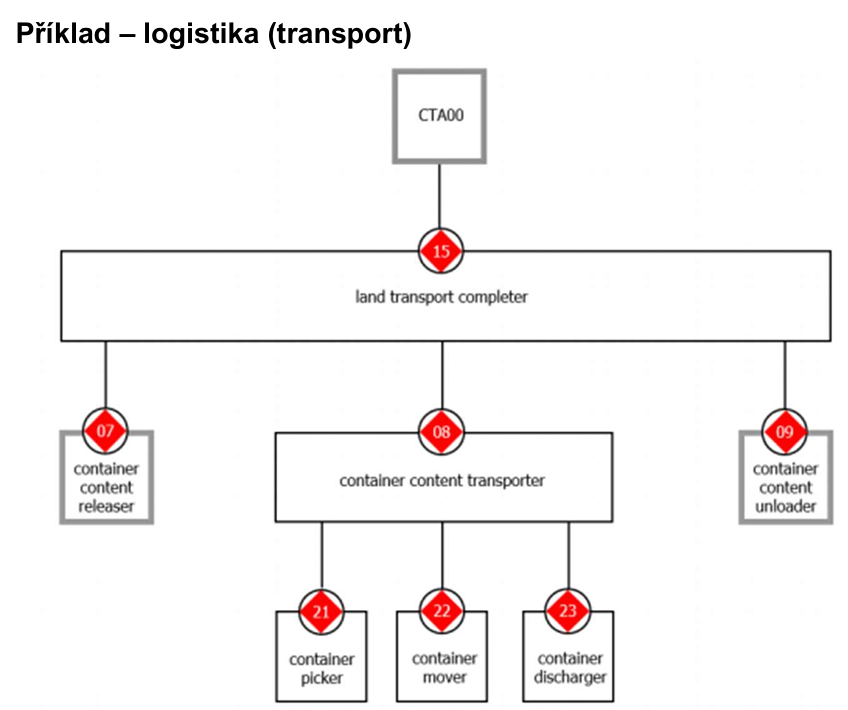 Příklad – logistika (transport)
CTA00
15
land transport completer
07
08
09
container
content
releaser
container content transporter
container
content
unloader
21
22
23
container
picker
container
mover
container
discharger